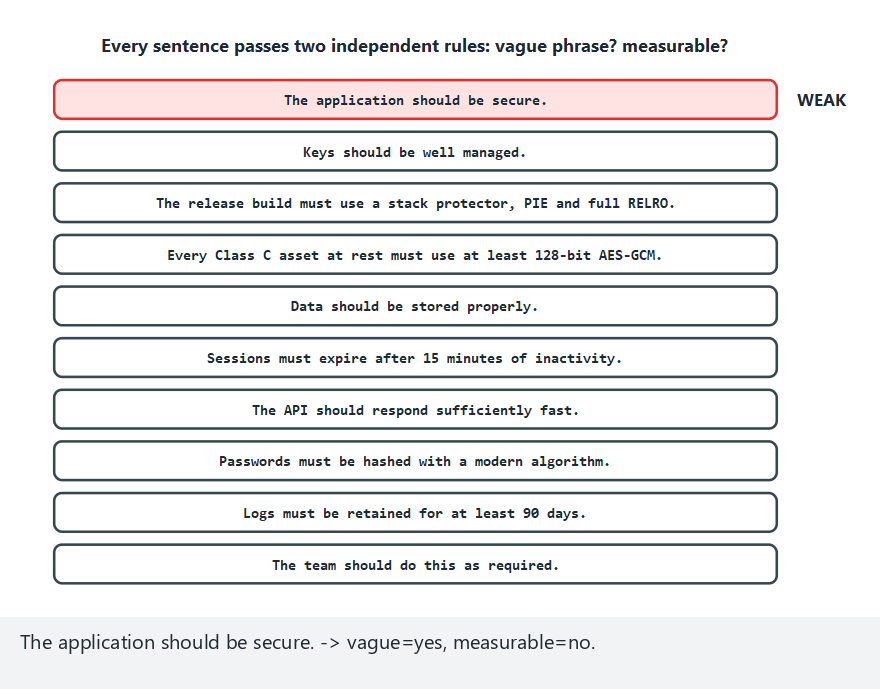 Every sentence passes two independent rules: vague phrase? measurable?
The application should be secure.
WEAK
Keys should be well managed.
The release build must use a stack protector, PIE and full RELRO.
Every Class C asset at rest must use at least 128-bit AES-GCM.
Data should be stored properly.
Sessions must expire after 15 minutes of inactivity.
The API should respond sufficiently fast.
Passwords must be hashed with a modern algorithm.
Logs must be retained for at least 90 days.
The team should do this as required.
The application should be secure. -> vague=yes, measurable=no.